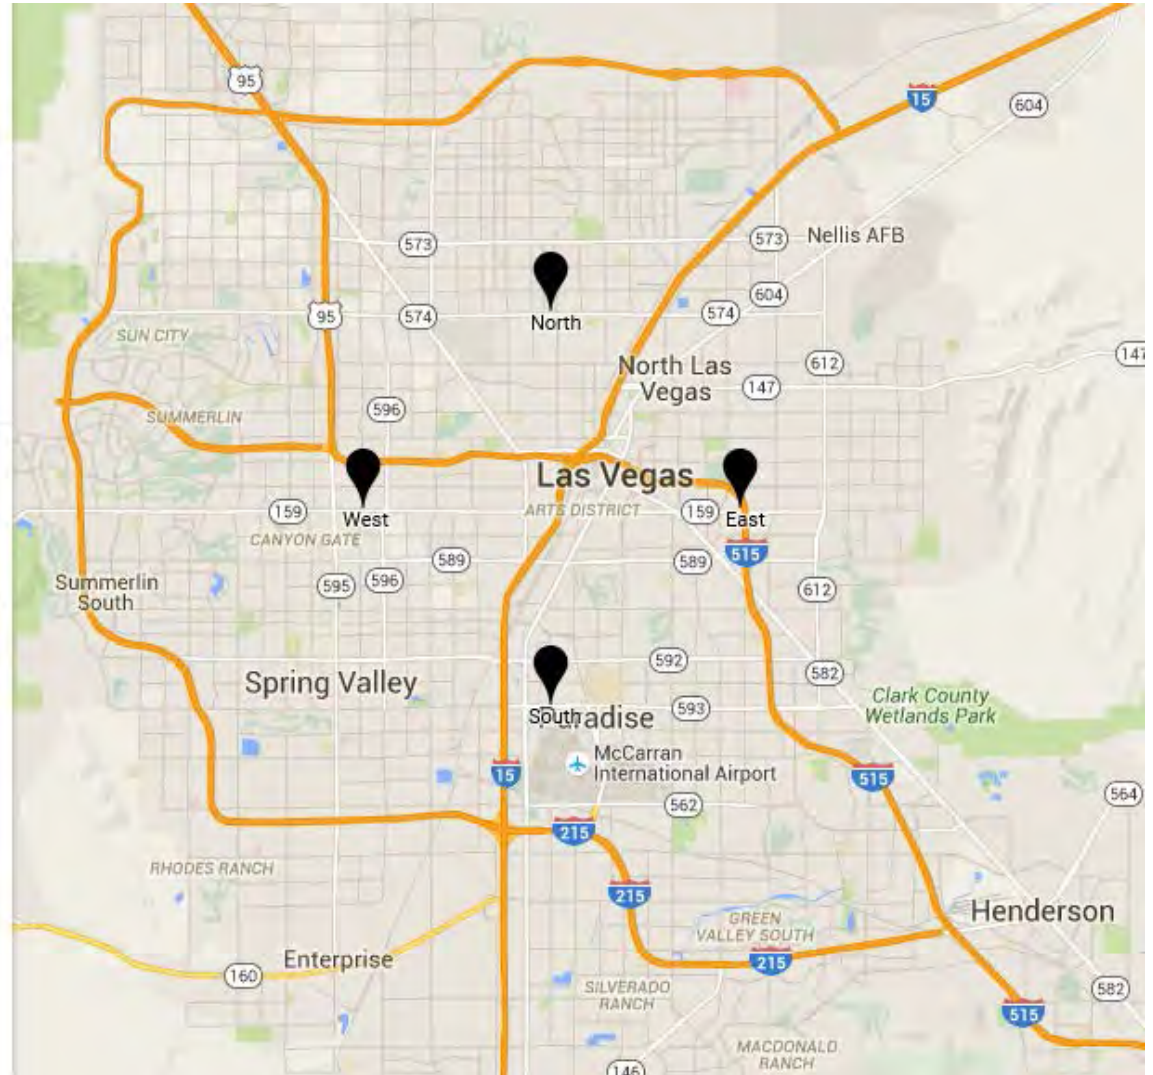 95
15
604
573
573
Nellis AFB
604
95
574
North
574
SUN CITY
147
612
North Las
Vegas
147
596
SUMMERLIN
Las Vegas
159
West
ARTS DISTRICT
159
East
CANYON GATE
515
589
589
Summerlin
South
595
596
612
592
582
Spring Valley
Clark County
Wetlands Park
593
South
Paradise
McCarran
International Airport
15
515
564
562
215
RHODES RANCH
215
Henderson
GREEN
VALLEY SOUTH
Enterprise
215
160
SILVERADO
RANCH
582
515
MACDONALD
RANCH
146